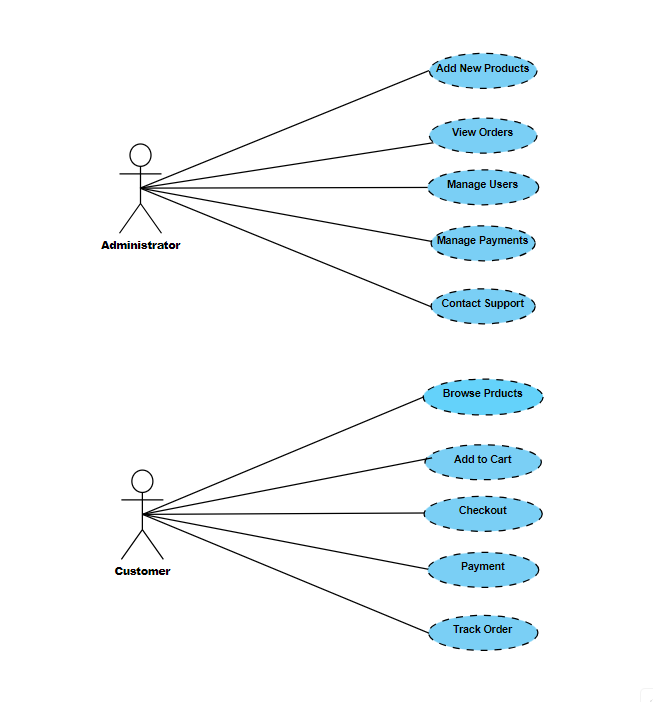 Add New Products
View Orders
Manage Users
Manage Payments
Contact Support
Administrator
Browse Prducts
Add to Cart
Checkout
Payment
Track Order
Customer